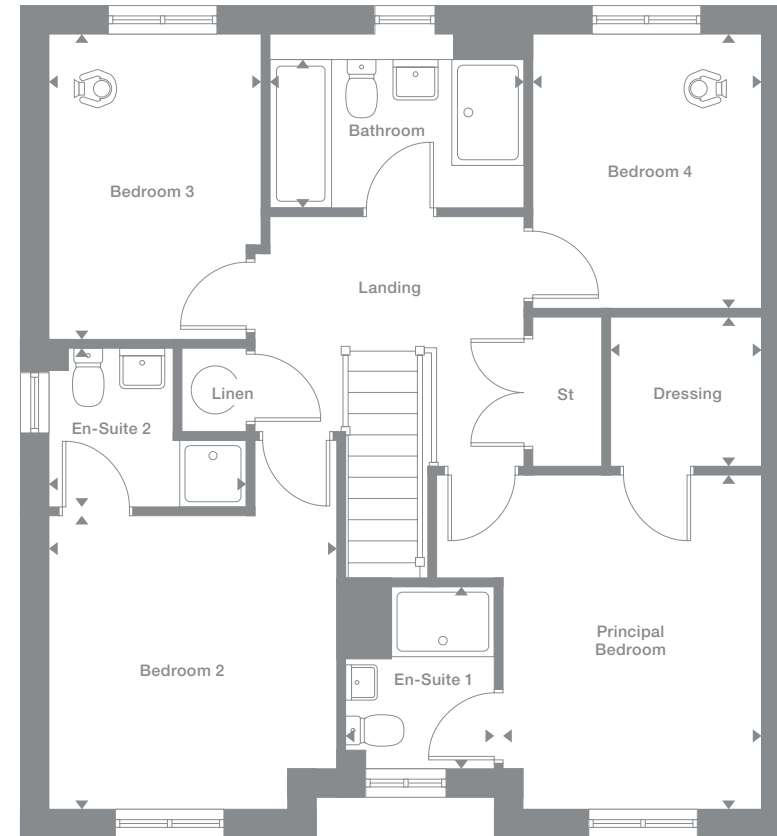 Bathroom
Bedroom 3
Bedroom 4
Landing
Linen
St
Dressing
En-Suite 2
Principal
Bedroom
Bedroom 2
En-Suite 1